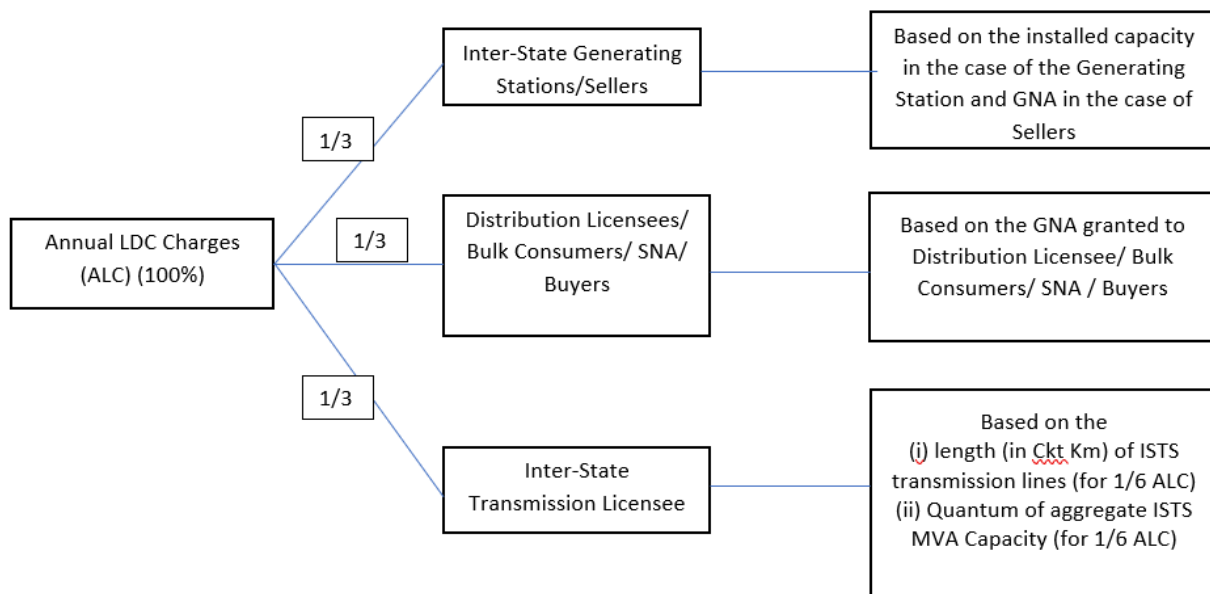 Annual LDC Charges
(ALC) (100%)
1/3
1/3
1/3
Inter-State Generating
Stations/Sellers
Based on the installed capacity
in the case of the Generating
Station and GNA in the case of
Sellers
Distribution Licensees/
Bulk Consumers/ SNA/
Buyers
Based on the GNA granted to
Distribution Licensee/ Bulk
Consumers/ SNA / Buyers
Inter-State
Transmission Licensee
Based on the
(i) length (in Ckt Km) of ISTS
transmission lines (for 1/6 ALC)
(ii) Quantum of aggregate ISTS
MVA Capacity (for 1/6 ALC)